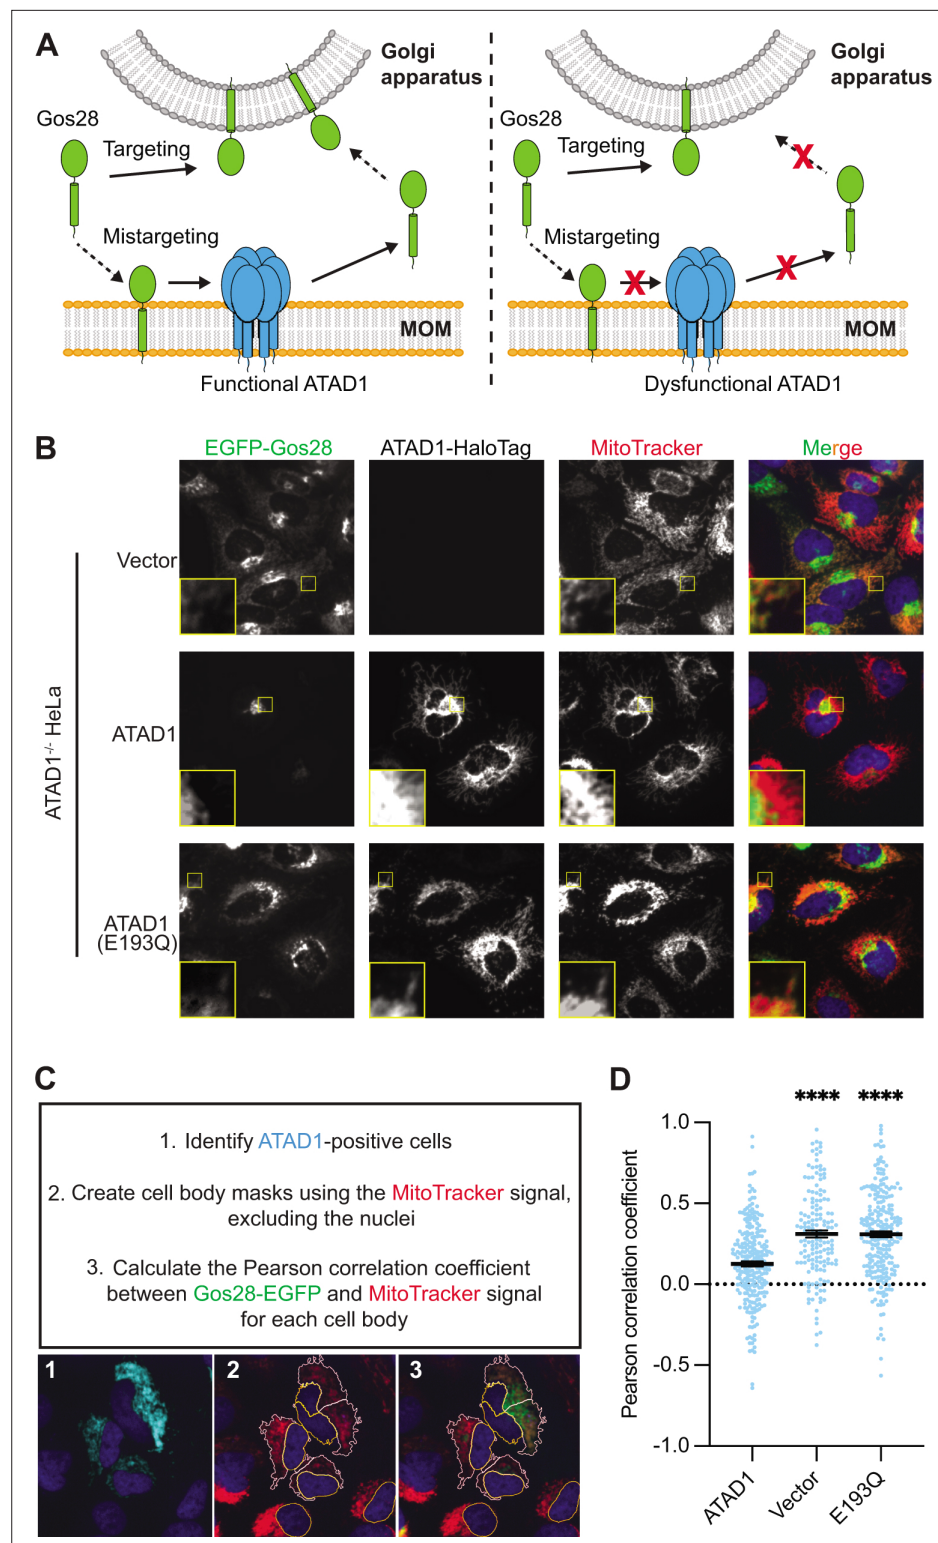 A
Golgi
apparatus
Gos28
Targeting
Mistargeting
MOM
Functional ATAD1
Golgi
apparatus
Gos28
Targeting
X
Mistargeting
X
X
MOM
Dysfunctional ATAD1
B
EGFP-Gos28 ATAD1-HaloTag MitoTracker Merge
ATAD1-/- HeLa
Vector
ATAD1
ATAD1
(E193Q)
C
1. Identify ATAD1-positive cells
2. Create cell body masks using the MitoTracker signal,
excluding the nuclei
3. Calculate the Pearson correlation coefficient
between Gos28-EGFP and MitoTracker signal
for each cell body
1 2 3
D
**** ****
Pearson correlation coefficient
1.0
0.5
0.0
-0.5
-1.0
ATAD1 Vector E193Q